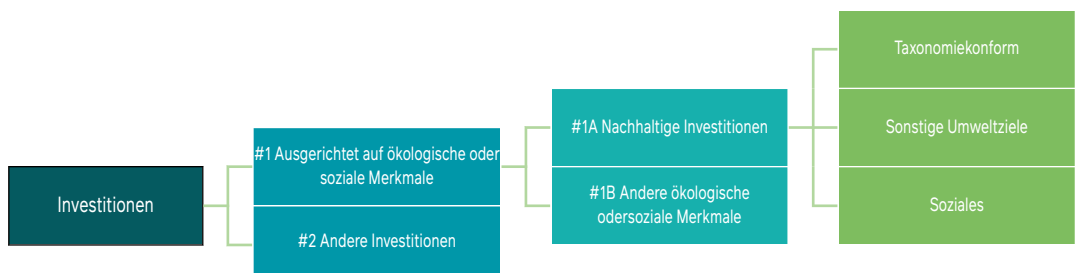 Investitionen
#1 Ausgerichtet auf ökologische oder
soziale Merkmale
#2 Andere Investitionen
#1A Nachhaltige Investitionen
#1B Andere ökologische
odersoziale Merkmale
Taxonomiekonform
Sonstige Umweltziele
Soziales